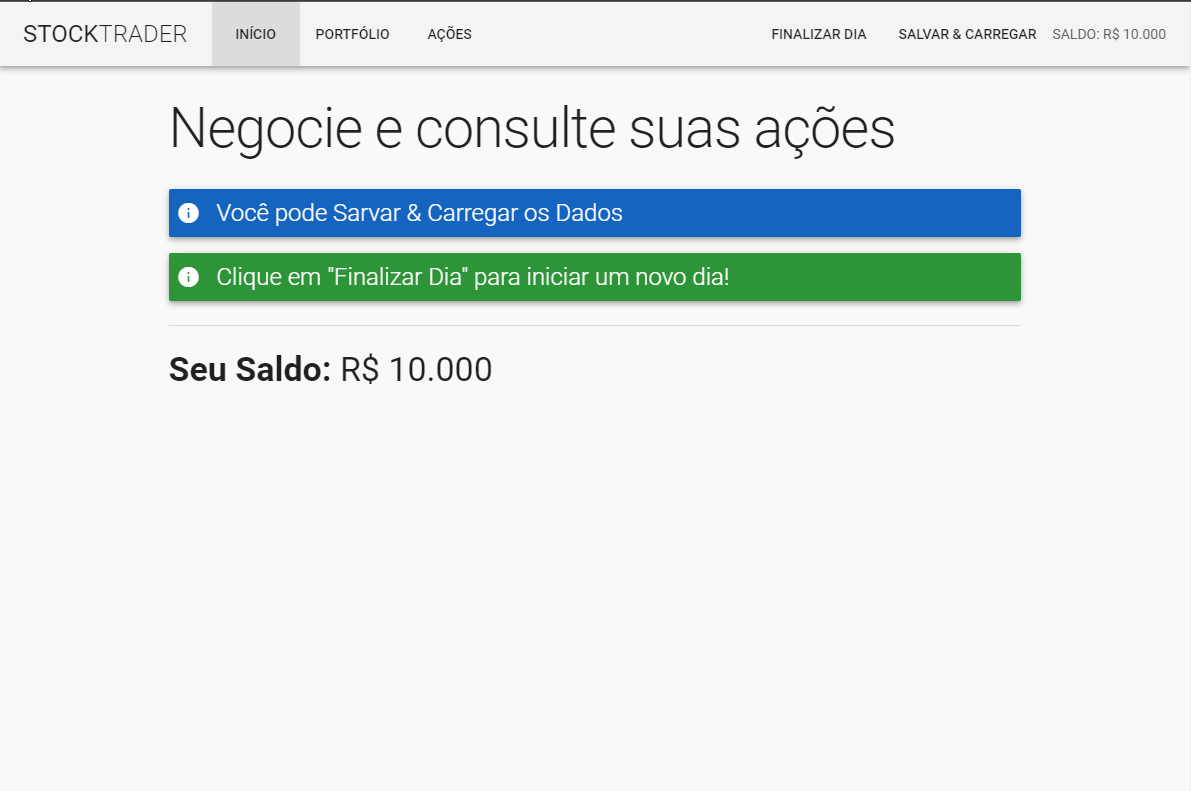 STOCKTRADER INÍCIO PORTFÓLIO AÇÕES FINALIZAR DIA SALVAR & CARREGAR SALDO: R$ 10.000
Negocie e consulte suas ações
Você pode Sarvar & Carregar os Dados
Clique em "Finalizar Dia" para iniciar um novo dia!
Seu Saldo: R$ 10.000